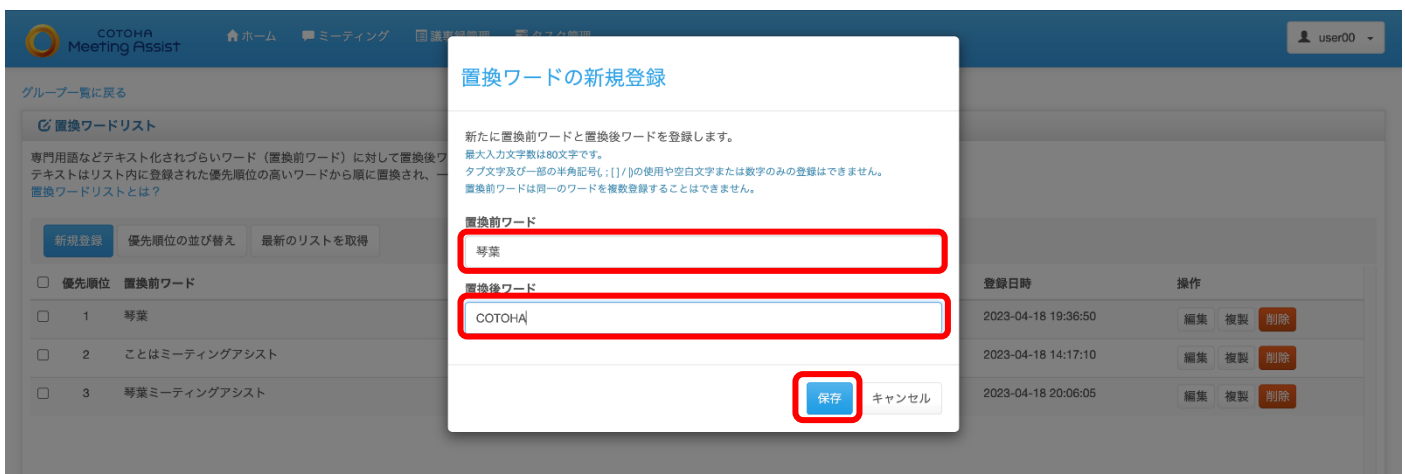 COTOHA
Meeting Assist
ホーム
ミーティング
user00
グループ一覧に戻る
置換ワードリスト
専門用語などテキスト化されづらいワード（置換前ワード）に対して置換後ワ
テキストはリスト内に登録された優先順位の高いワードから順に置換され、一
置換ワードリストとは？
新規登録 優先順位の並び替え 最新のリストを取得
優先順位 置換前ワード 登録日時 操作
1 琴葉 2023-04-18 19:36:50 編集 複製 削除
2 ことはミーティングアシスト 2023-04-18 14:17:10 編集 複製 削除
3 琴葉ミーティングアシスト 2023-04-18 20:06:05 編集 複製 削除
置換ワードの新規登録
新たに置換前ワードと置換後ワードを登録します。
最大入力文字数は80文字です。
タブ文字及び一部の半角記号(, ; [ ] / |)の使用や空白文字または数字のみの登録はできません。
置換前ワードは同一のワードを複数登録することはできません。
置換前ワード
琴葉
置換後ワード
COTOHA
保存 キャンセル